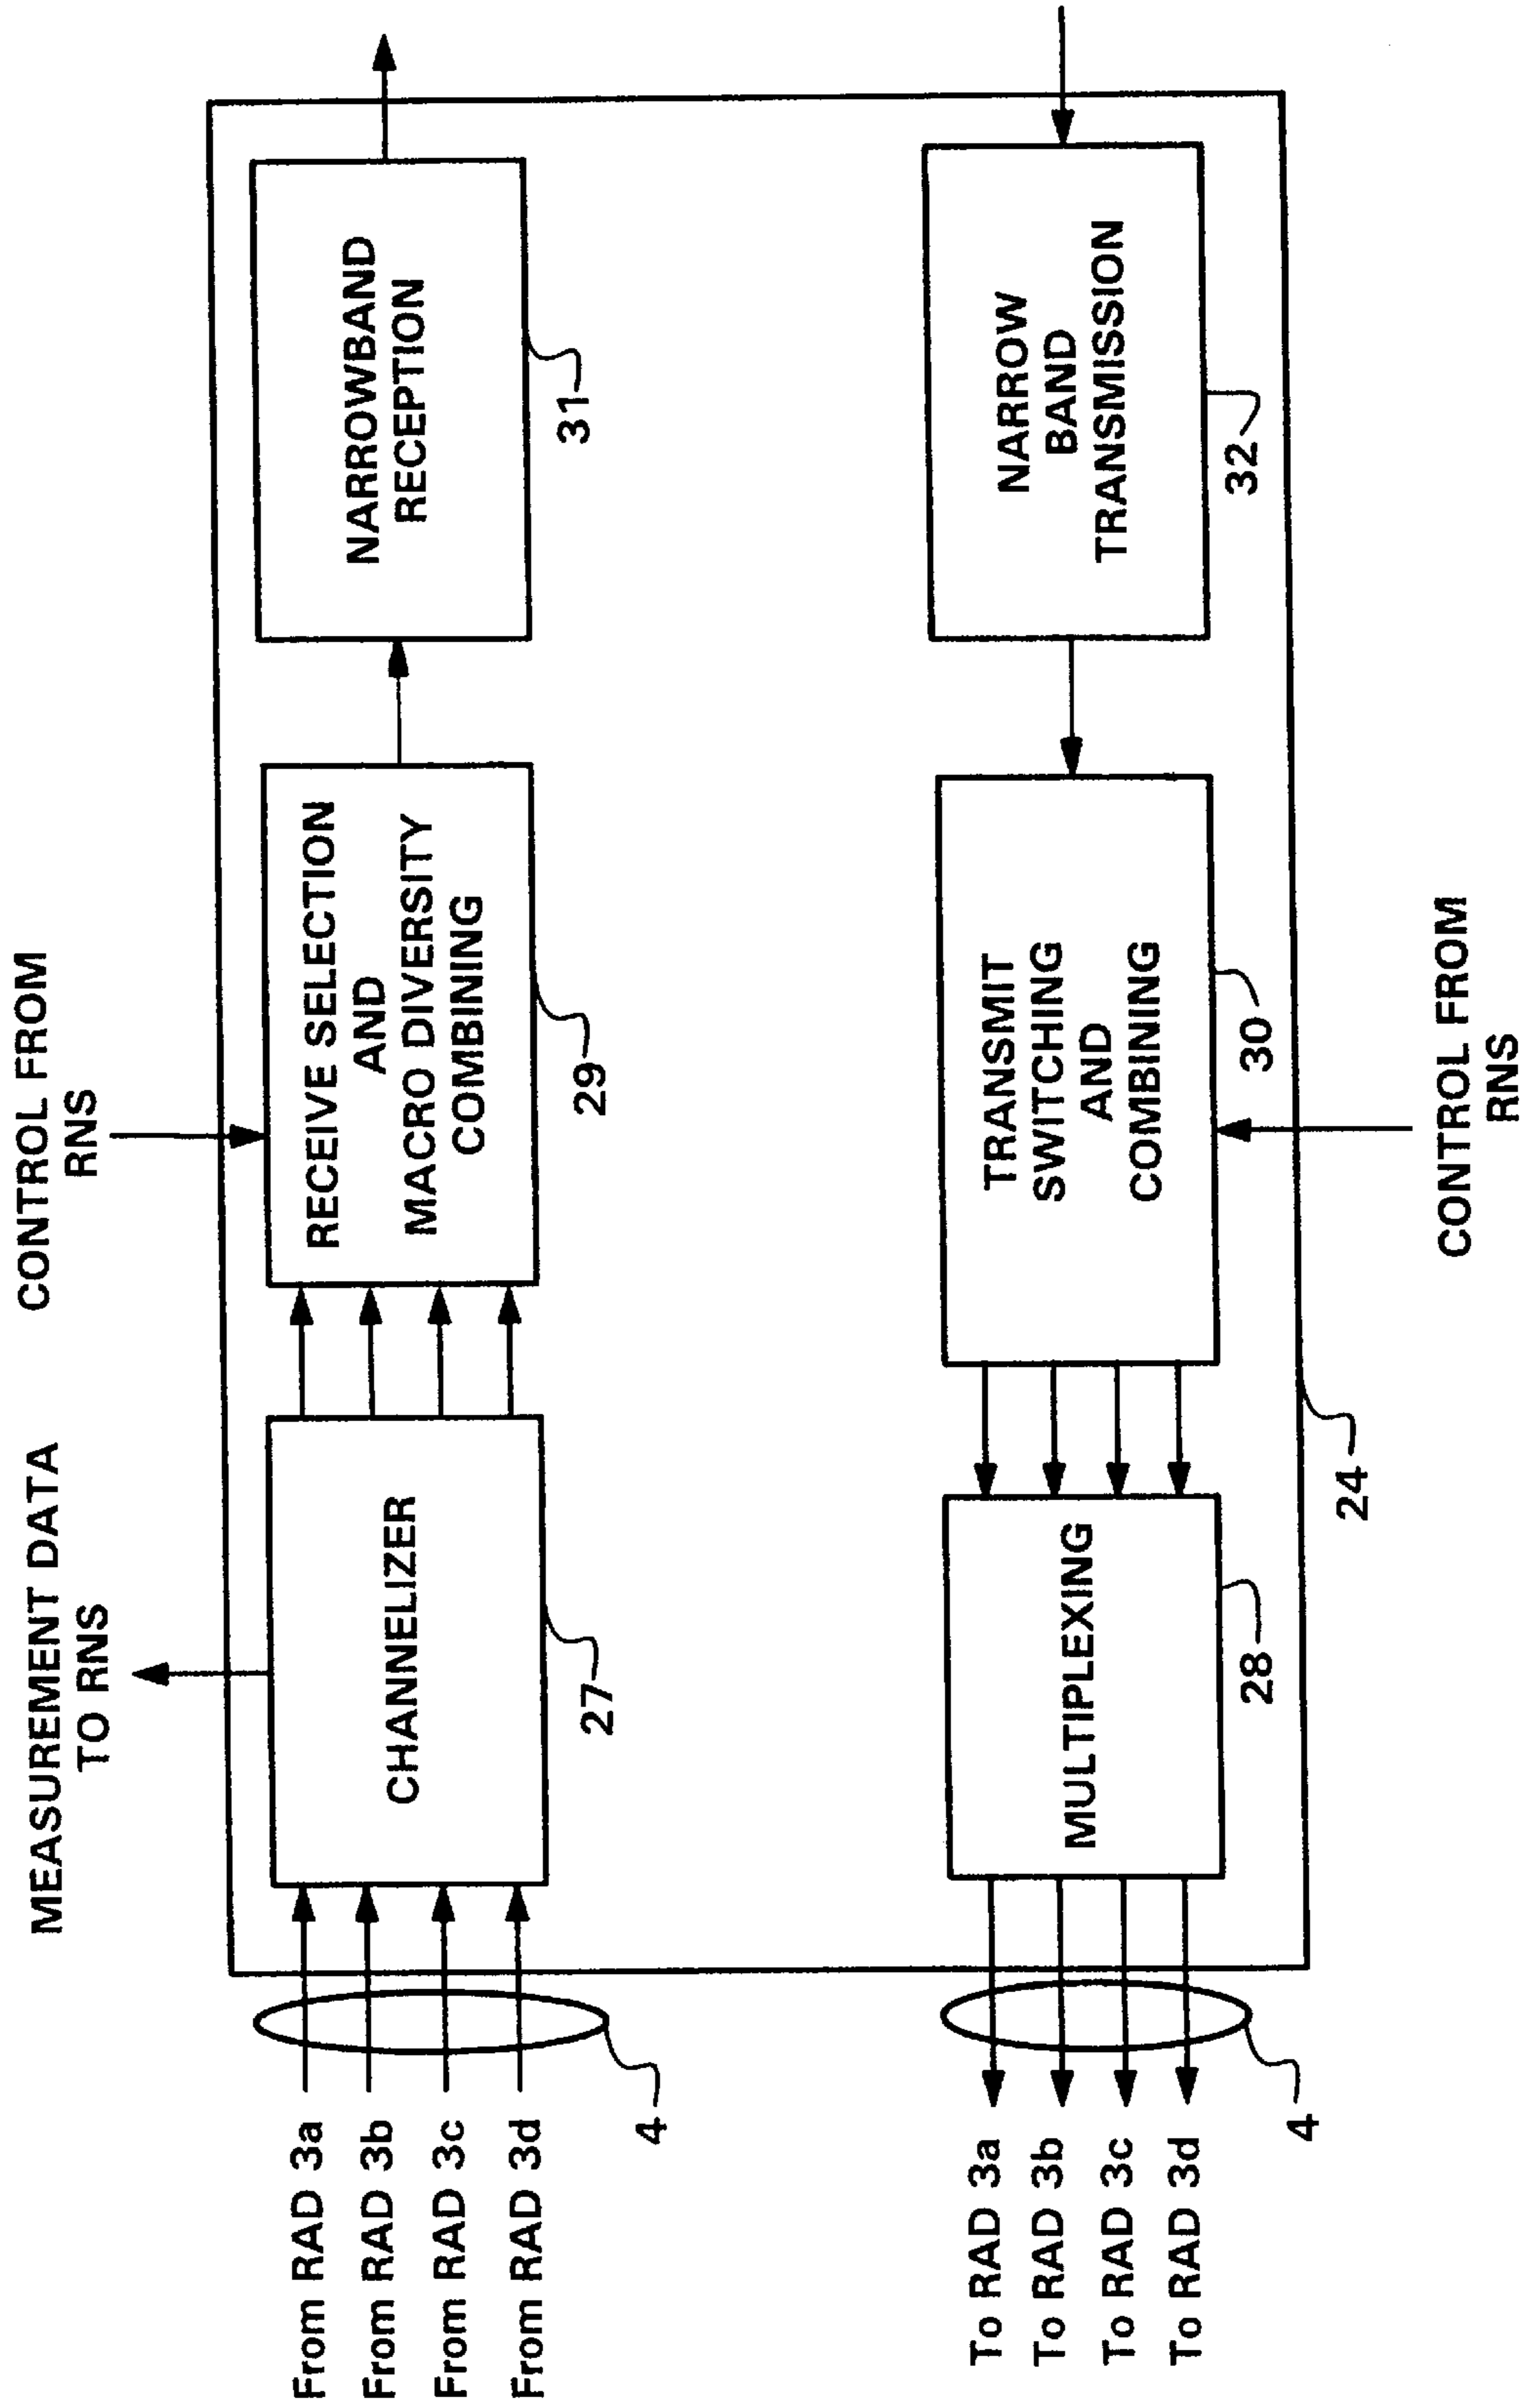 MEASUREMENT DATA
TO RNS
CONTROL FROM
RNS
From RAD 3a
From RAD 3b
From RAD 3c
From RAD 3d
4
CHANNELIZER
27
RECEIVE SELECTION
AND
MACRO DIVERSITY
COMBINING
29
NARROWBAND
RECEPTION
31
To RAD 3a
To RAD 3b
To RAD 3c
To RAD 3d
4
MULTIPLEXING
28
TRANSMIT
SWITCHING
AND
COMBINING
30
NARROW
BAND
TRANSMISSION
32
24
CONTROL FROM
RNS